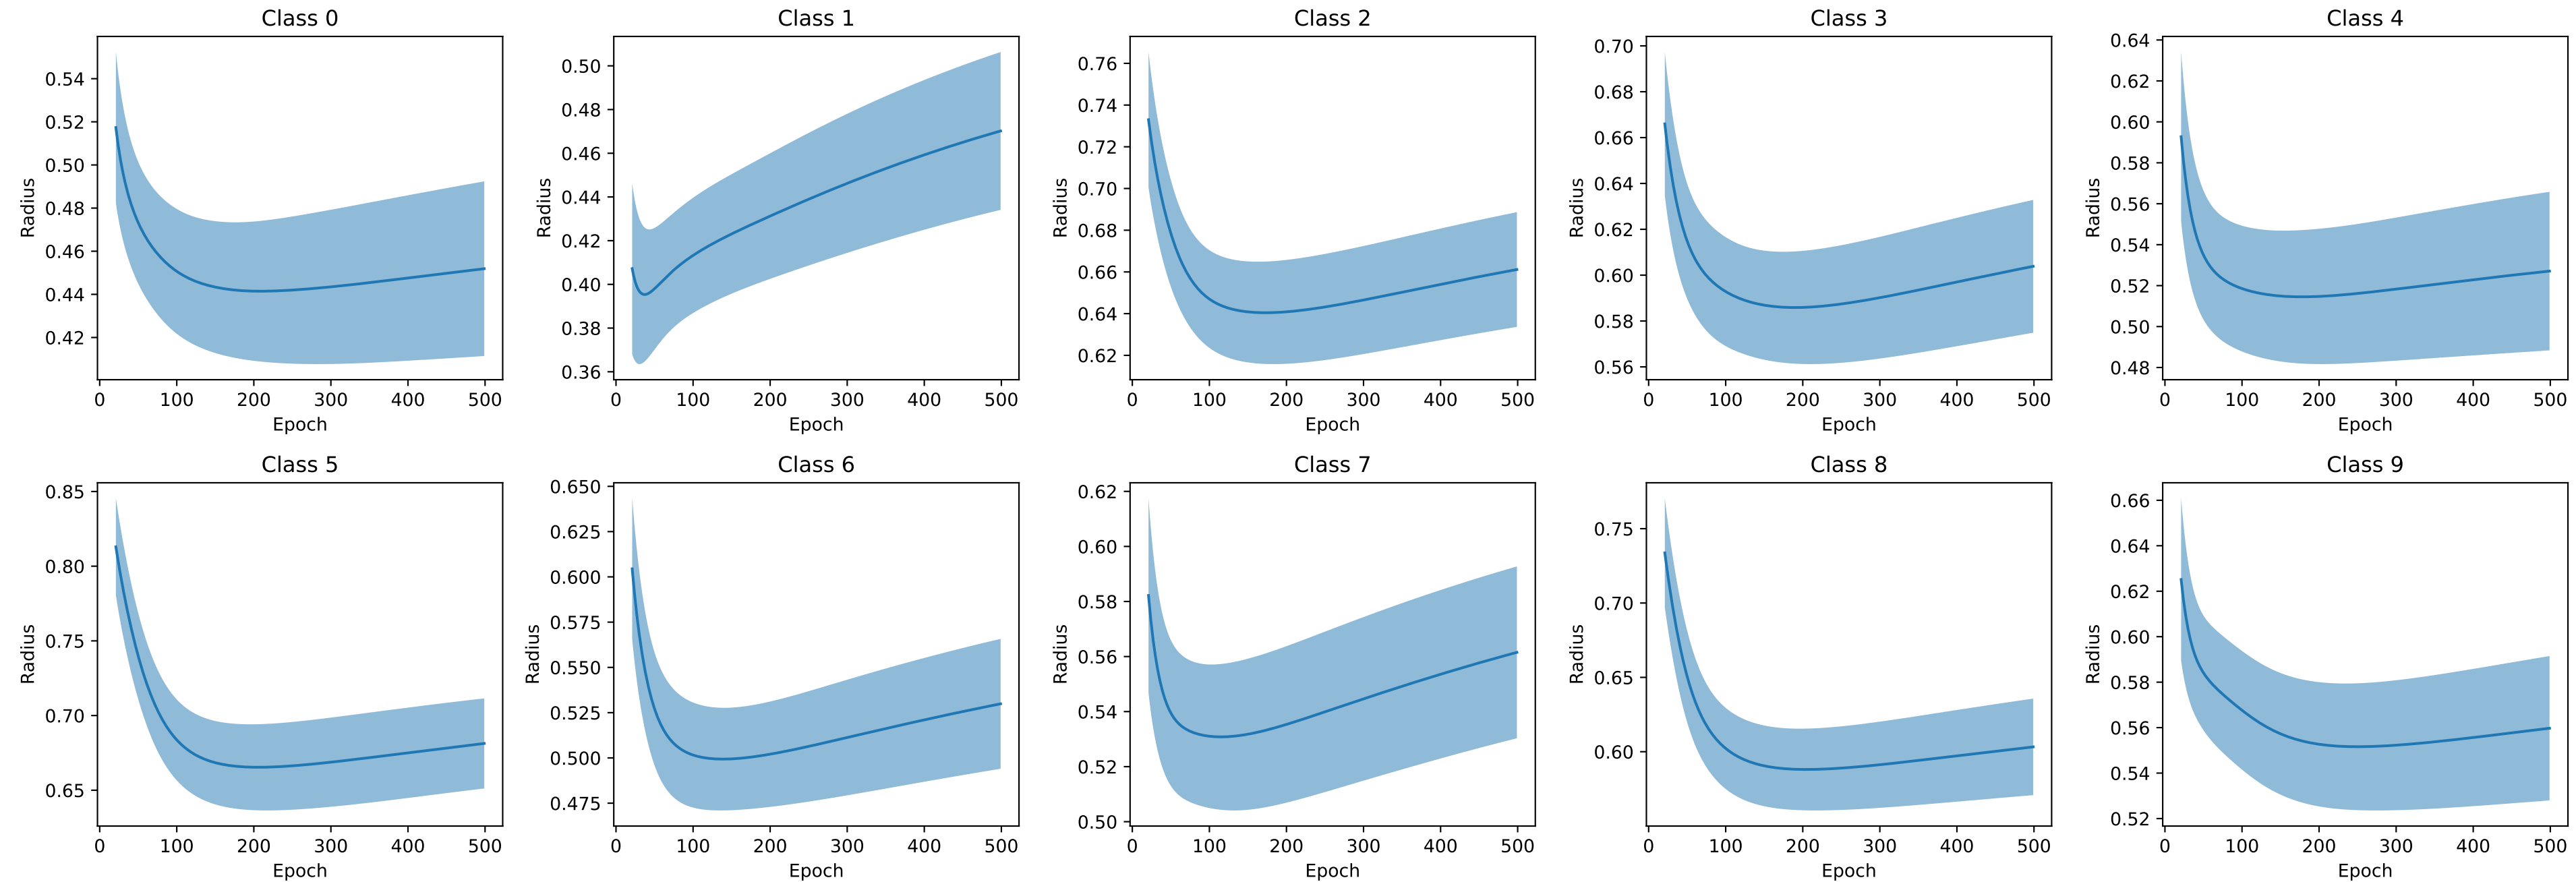 Class 0
0.54
0.52
0.50
0.48
0.46
0.44
0.42
Radius
0 100 200 300 400 500
Epoch
Class 1
0.50
0.48
0.46
0.44
0.42
0.40
0.38
0.36
Radius
0 100 200 300 400 500
Epoch
Class 2
0.76
0.74
0.72
0.70
0.68
0.66
0.64
0.62
Radius
0 100 200 300 400 500
Epoch
Class 3
0.70
0.68
0.66
0.64
0.62
0.60
0.58
0.56
Radius
0 100 200 300 400 500
Epoch
Class 4
0.64
0.62
0.60
0.58
0.56
0.54
0.52
0.50
0.48
Radius
0 100 200 300 400 500
Epoch
Class 5
0.85
0.80
0.75
0.70
0.65
Radius
0 100 200 300 400 500
Epoch
Class 6
0.650
0.625
0.600
0.575
0.550
0.525
0.500
0.475
Radius
0 100 200 300 400 500
Epoch
Class 7
0.62
0.60
0.58
0.56
0.54
0.52
0.50
Radius
0 100 200 300 400 500
Epoch
Class 8
0.75
0.70
0.65
0.60
Radius
0 100 200 300 400 500
Epoch
Class 9
0.66
0.64
0.62
0.60
0.58
0.56
0.54
0.52
Radius
0 100 200 300 400 500
Epoch